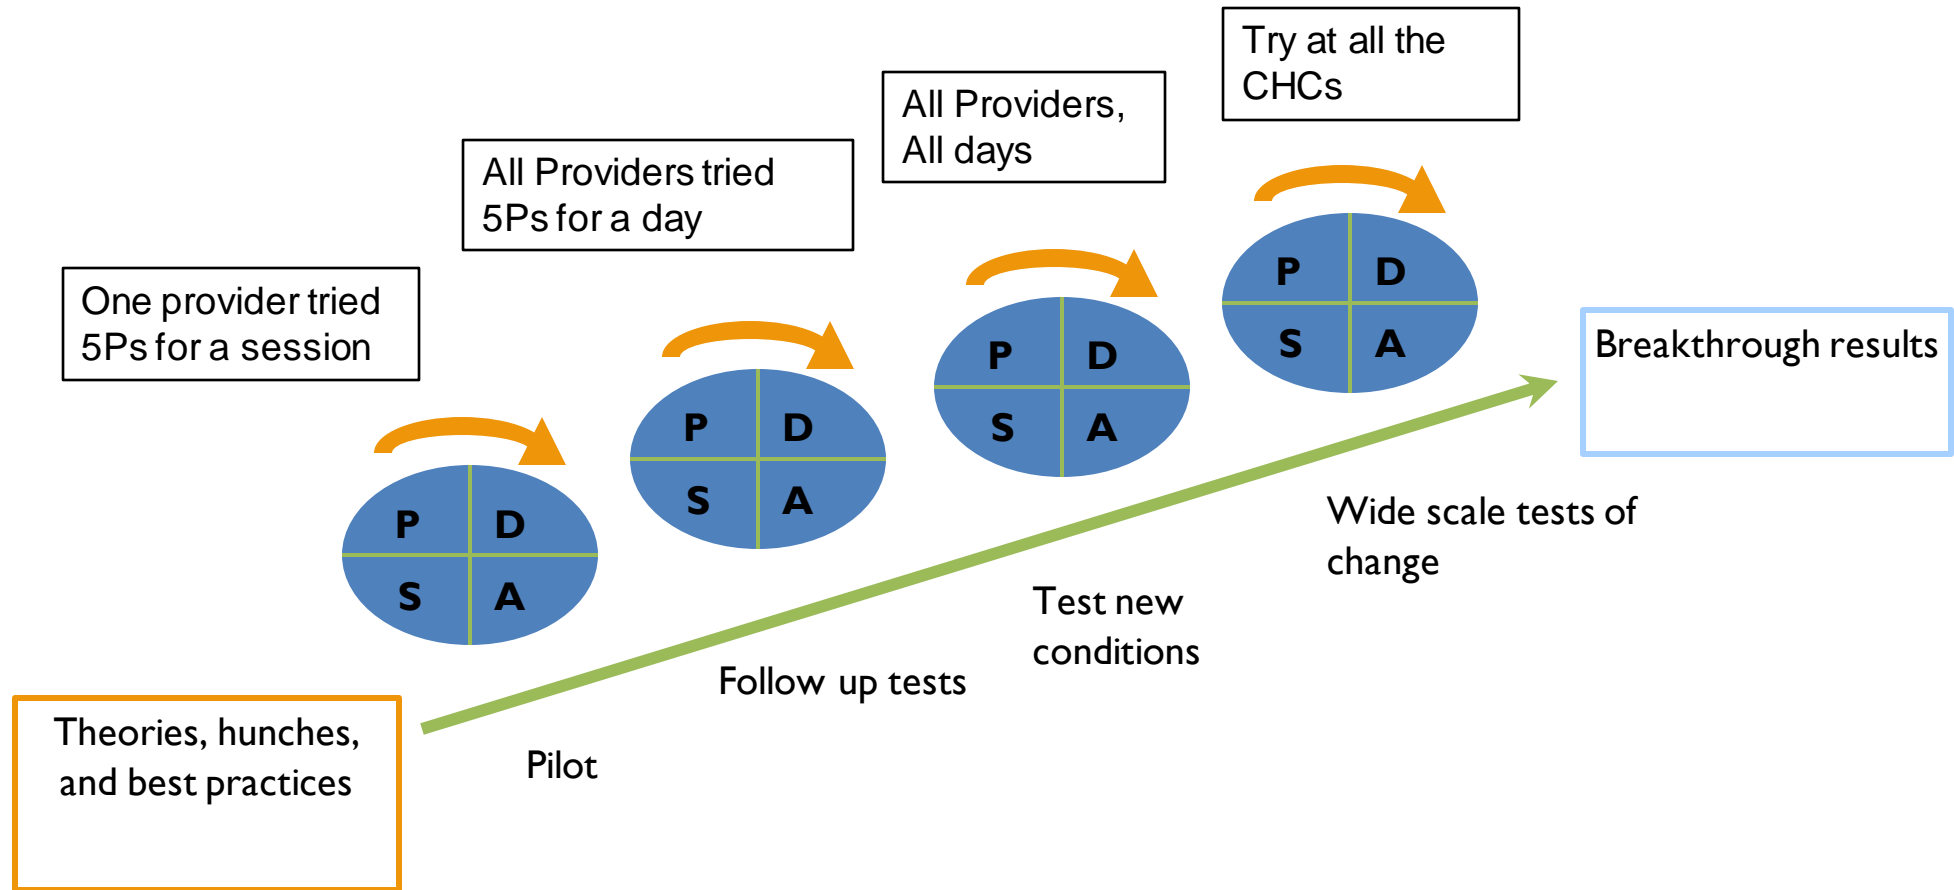 Try at all the
CHCs
All Providers,
All days
All Providers tried
5Ps for a day
One provider tried
5Ps for a session
P D
S A
P D
S A
P D
S A
P D
S A
Breakthrough results
Wide scale tests of
change
Test new
conditions
Follow up tests
Pilot
Theories, hunches,
and best practices